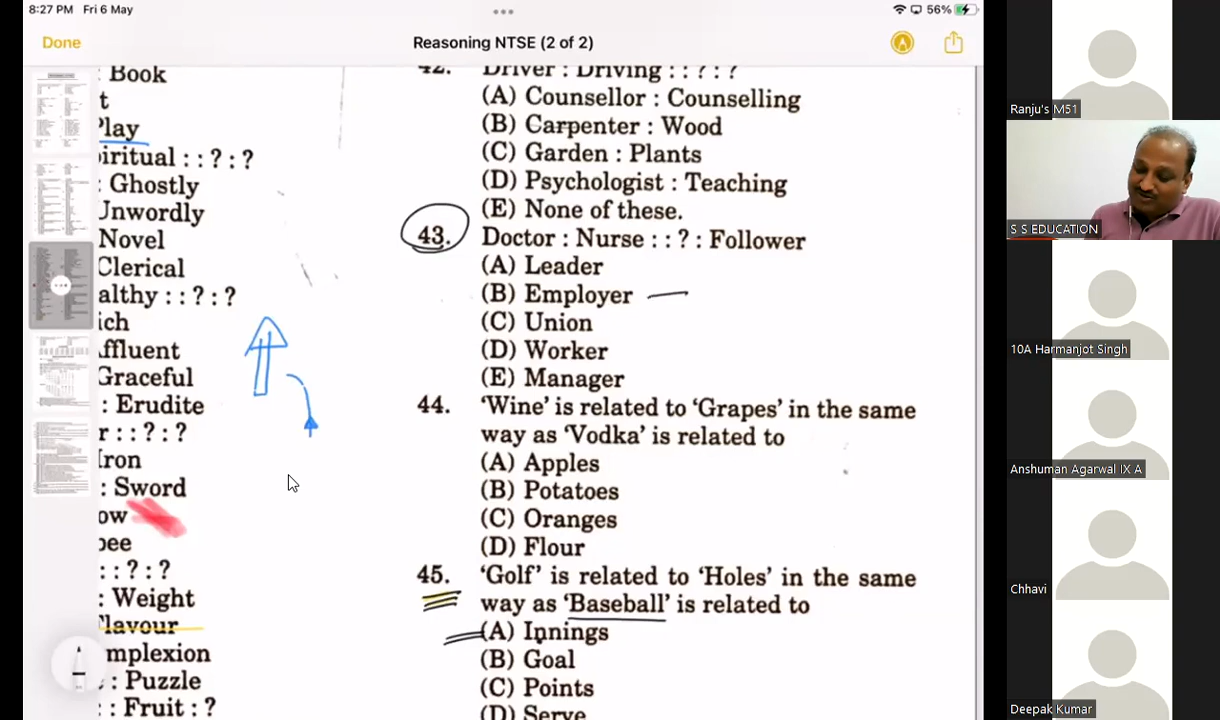 8:27 PM Fri 6 May
56%
Done
Reasoning NTSE (2 of 2)
: Book
t
Play
iritual : : ? : ?
: Ghostly
Unwordly
Novel
Clerical
althy : : ? : ?
ich
ffluent
Graceful
: Erudite
r : : ? : ?
Iron
: Sword
ow
pee
: : ? : ?
: Weight
Flavour
mplexion
: Puzzle
: : Fruit : ?
42. Driver : Driving : : ? : ?
(A) Counsellor : Counselling
(B) Carpenter : Wood
(C) Garden : Plants
(D) Psychologist : Teaching
(E) None of these.
43. Doctor : Nurse : : ? : Follower
(A) Leader
(B) Employer
(C) Union
(D) Worker
(E) Manager
44. ‘Wine’ is related to ‘Grapes’ in the same
way as ‘Vodka’ is related to
(A) Apples
(B) Potatoes
(C) Oranges
(D) Flour
45. ‘Golf’ is related to ‘Holes’ in the same
way as ‘Baseball’ is related to
(A) Innings
(B) Goal
(C) Points
(D) Serve
Ranju's M51
S S EDUCATION
10A Harmanjot Singh
Anshuman Agarwal IX A
Chhavi
Deepak Kumar